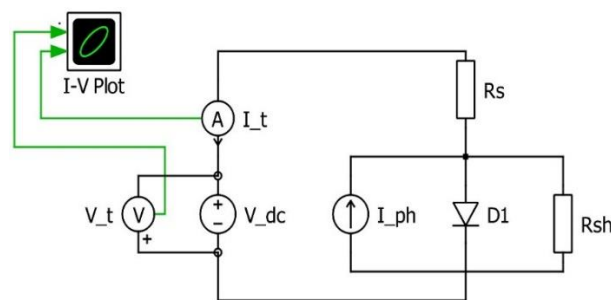 I-V Plot
Rs
A
I_t
V_t
V
+
+
−
V_dc
I_ph
D1
Rsh